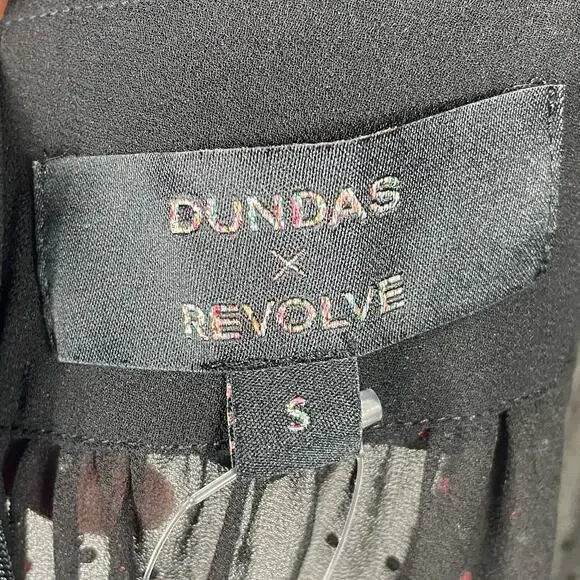 DUNDAS
×
REVOLVE
S